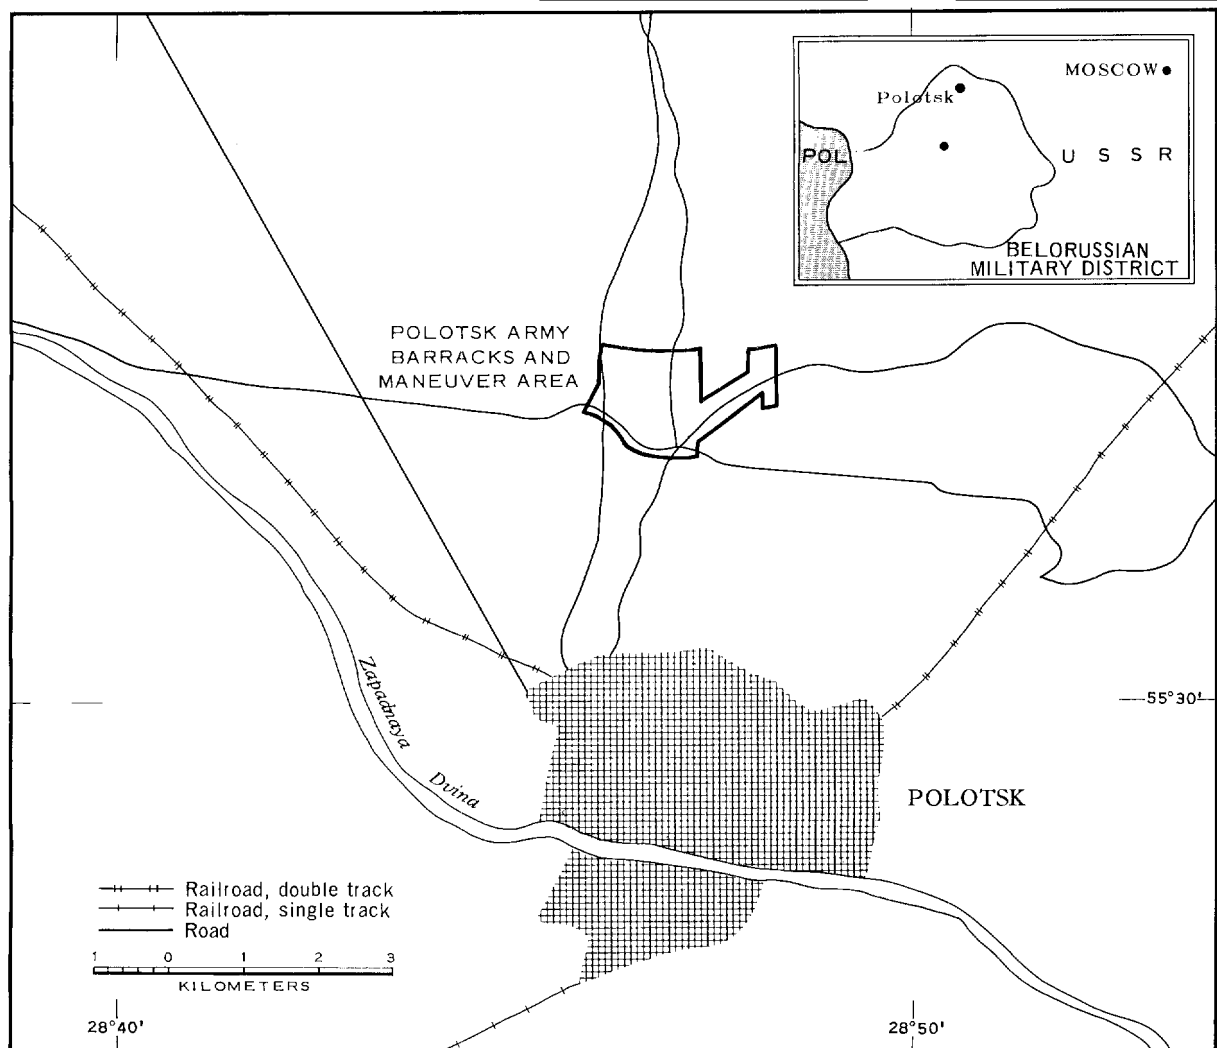 MOSCOW
Polotsk
POL
U S S R
BELORUSSIAN
MILITARY DISTRICT
POLOTSK ARMY
BARRACKS AND
MANEUVER AREA
Zapadnaya
Dvina
55°30'
POLOTSK
Railroad, double track
Railroad, single track
Road
1 0 1 2 3
KILOMETERS
28°40'
28°50'